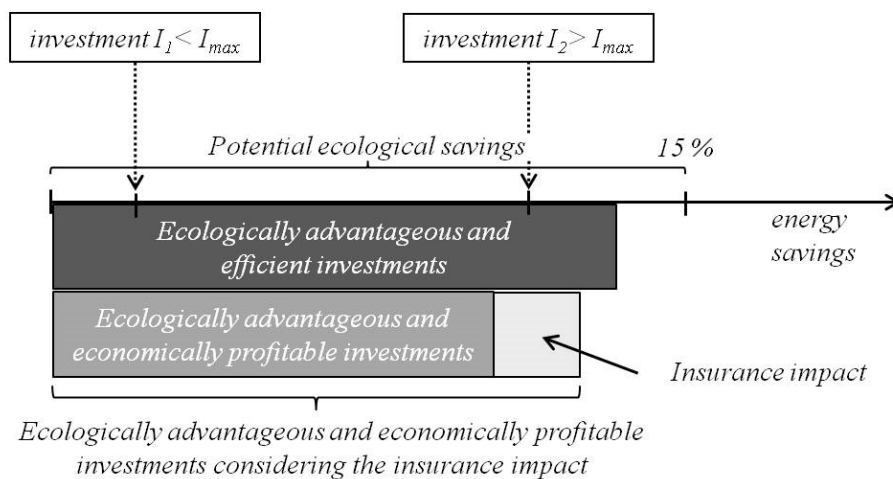 investment I1< Imax
investment I2> Imax
Potential ecological savings
15 %
energy
savings
Ecologically advantageous and
efficient investments
Ecologically advantageous and
economically profitable investments
Insurance impact
Ecologically advantageous and economically profitable
investments considering the insurance impact